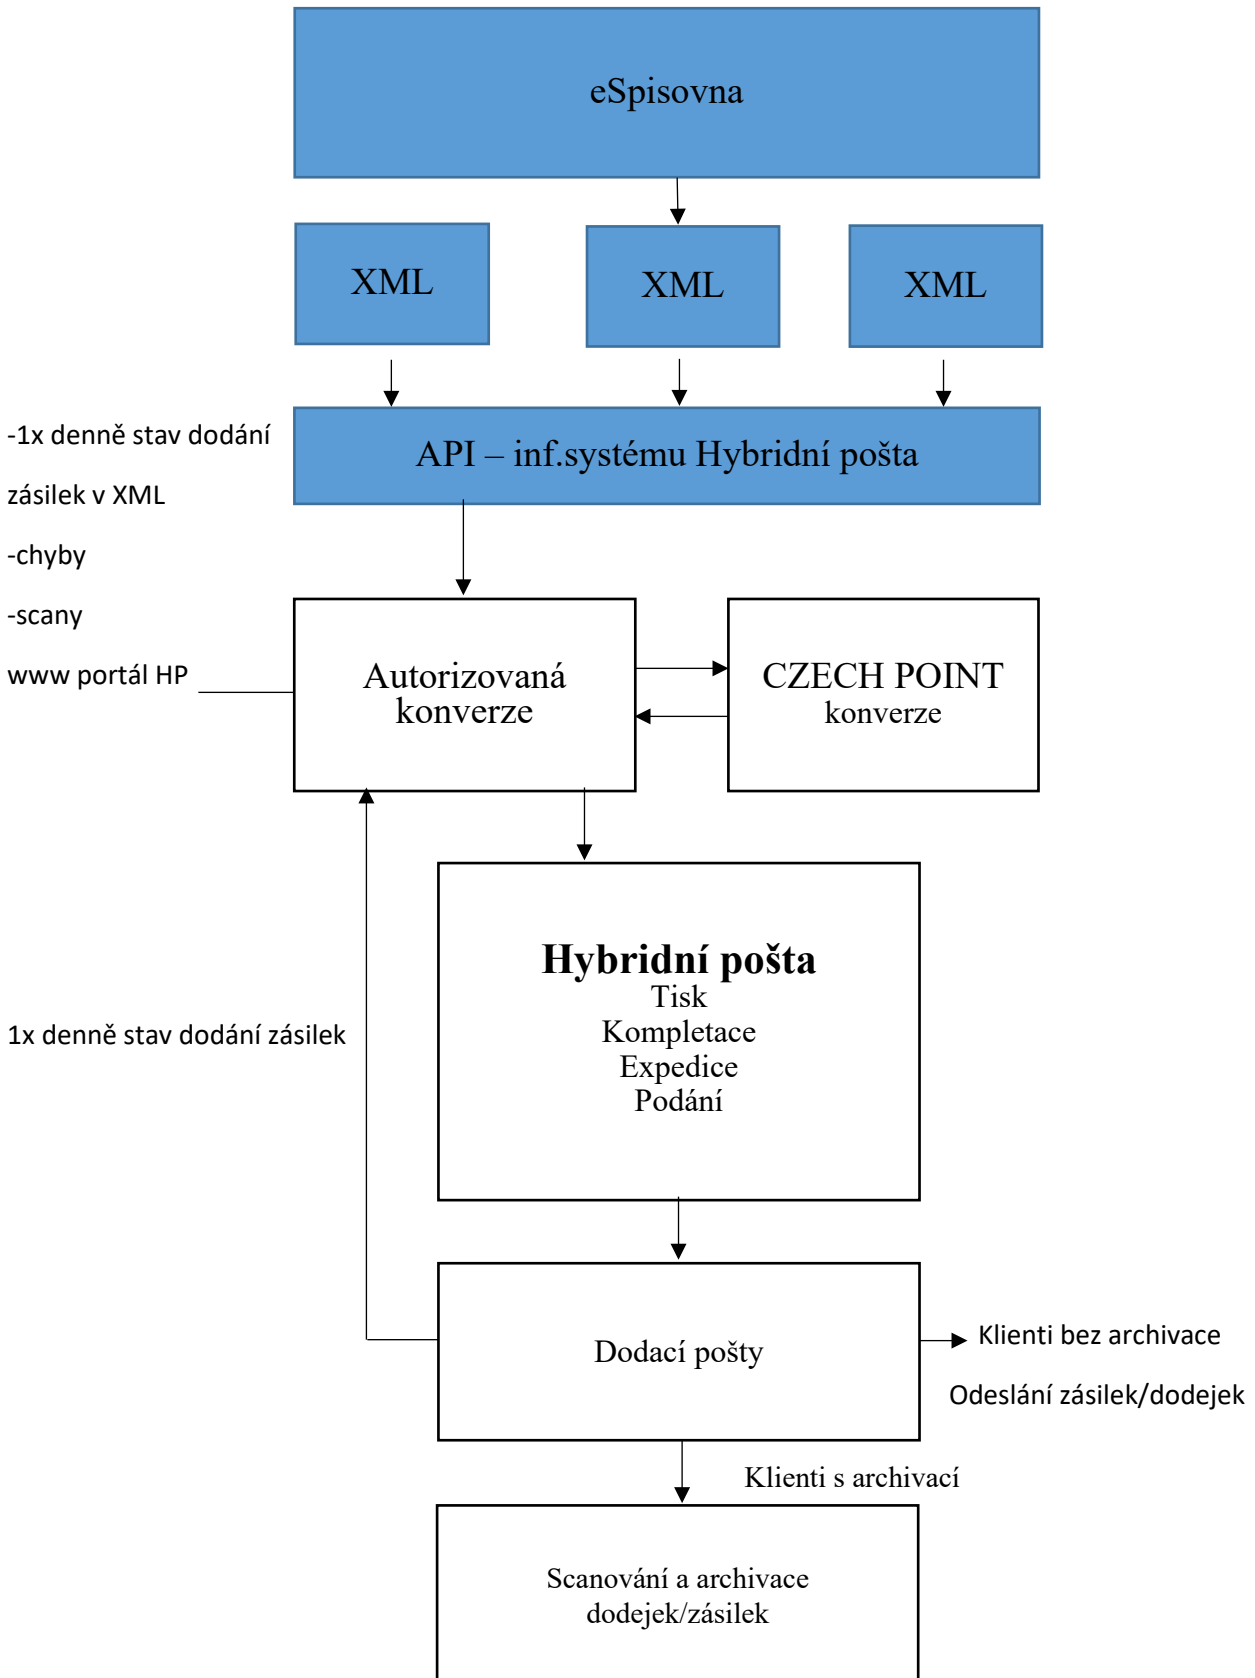 eSpisovna
XML
XML
XML
-1x denně stav dodání
zásilek v XML
-chyby
-scany
www portál HP
API – inf.systému Hybridní pošta
Autorizovaná
konverze
CZECH POINT
konverze
Hybridní pošta
Tisk
Kompletace
Expedice
Podání
1x denně stav dodání zásilek
Dodací pošty
Klienti bez archivace
Odeslání zásilek/dodejek
Klienti s archivací
Scanování a archivace
dodejek/zásilek